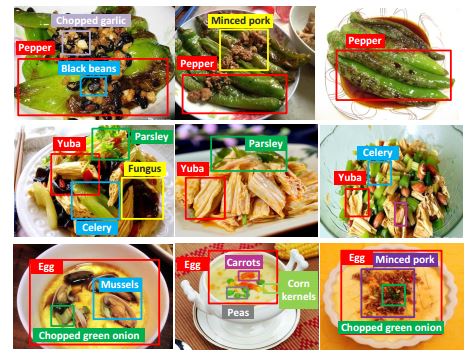 Chopped garlic
Pepper
Black beans
Minced pork
Pepper
Pepper
Yuba
Parsley
Fungus
Celery
Parsley
Yuba
Celery
Yuba
Egg
Mussels
Chopped green onion
Egg
Carrots
Corn
kernels
Peas
Egg
Minced pork
Chopped green onion